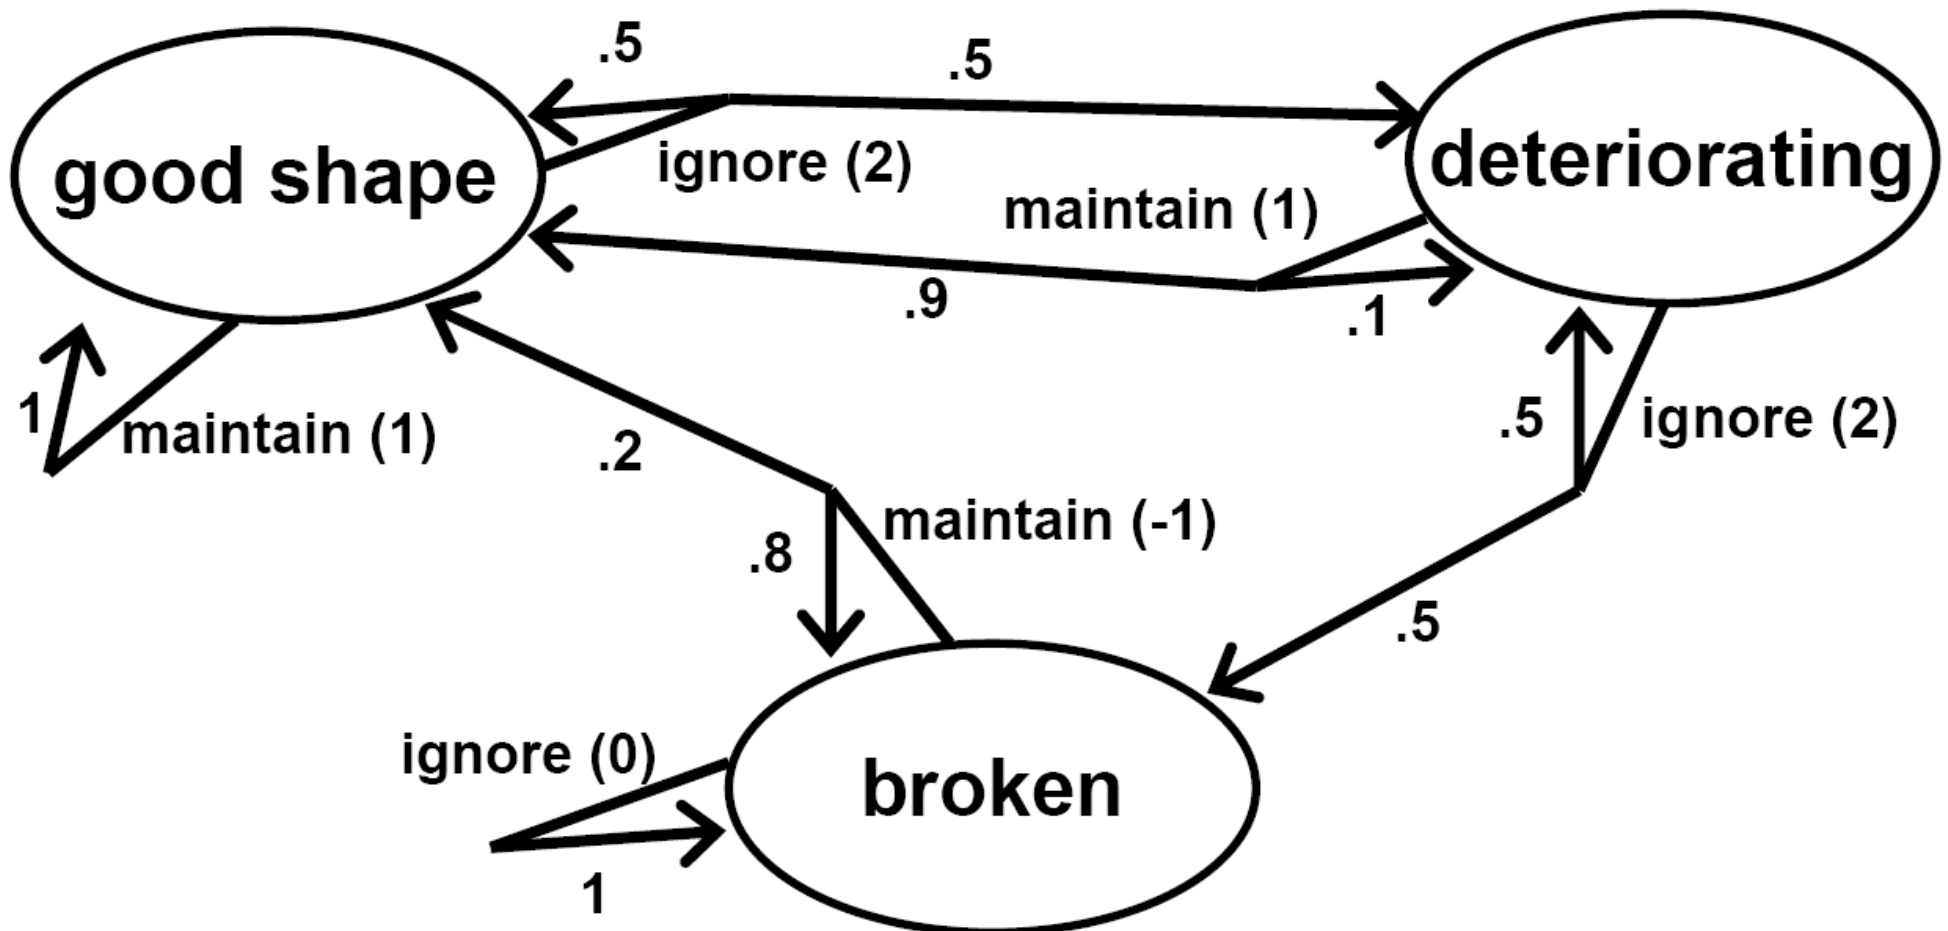 .5
.5
good shape
ignore (2)
deteriorating
maintain (1)
.9
.1
1
maintain (1)
.2
.5
ignore (2)
.8
maintain (-1)
.5
ignore (0)
broken
1